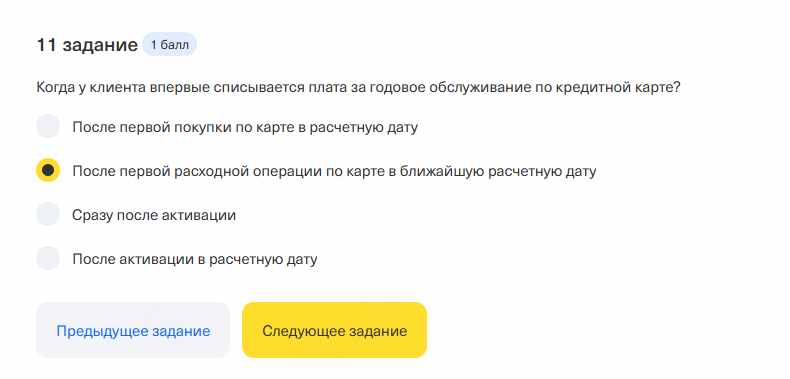 11 задание 1 балл
Когда у клиента впервые списывается плата за годовое обслуживание по кредитной карте?
После первой покупки по карте в расчетную дату
После первой расходной операции по карте в ближайшую расчетную дату
Сразу после активации
После активации в расчетную дату
Предыдущее задание Следующее задание